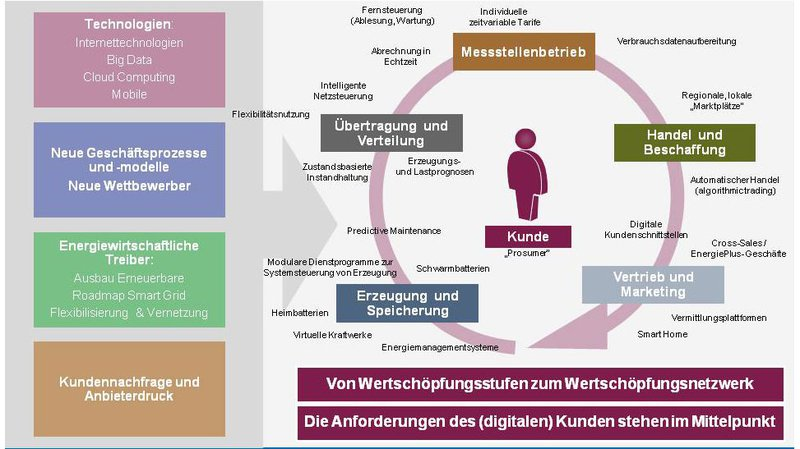 Technologien:
Internettechnologien
Big Data
Cloud Computing
Mobile
Neue Geschäftsprozesse
und -modelle
Neue Wettbewerber
Energiewirtschaftliche
Treiber:
Ausbau Erneuerbare
Roadmap Smart Grid
Flexibilisierung & Vernetzung
Kundennachfrage und
Anbieterdruck
Fernsteuerung
(Ablesung, Wartung)
Individuelle
zeitvariable Tarife
Abrechnung in
Echtzeit
Messstellenbetrieb
Verbrauchsdatenaufbereitung
Intelligente
Netzsteuerung
Flexibilitätsnutzung
Übertragung und
Verteilung
Zustandsbasierte
Instandhaltung
Erzeugungs-
und Lastprognosen
Regionale, lokale
„Marktplätze“
Handel und
Beschaffung
Automatischer Handel
(algorithmictrading)
Kunde
„Prosumer“
Predictive Maintenance
Modulare Dienstprogramme zur
Systemsteuerung von Erzeugung
Schwarmbatterien
Erzeugung und
Speicherung
Heimbatterien
Virtuelle Kraftwerke
Energiemanagementsysteme
Digitale
Kundenschnittstellen
Cross-Sales /
EnergiePlus-Geschäfte
Vertrieb und
Marketing
Vermittlungsplattformen
Smart Home
Von Wertschöpfungsstufen zum Wertschöpfungsnetzwerk
Die Anforderungen des (digitalen) Kunden stehen im Mittelpunkt